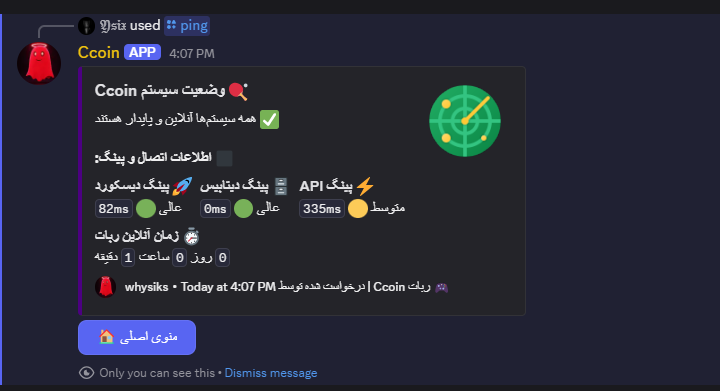 𝔜𝔰𝔦𝔵 used ping
Ccoin APP 4:07 PM
🏓 وضعیت سیستم Ccoin
✅ همه سیستم‌ها آنلاین و پایدار هستند
اطلاعات اتصال و پینگ:
🚀 پینگ دیسکورد
🗄️ پینگ دیتابیس
⚡ پینگ API
82ms 🟢 عالی
0ms 🟢 عالی
335ms 🟡 متوسط
⏱️ زمان آنلاین ربات
0 روز 0 ساعت 1 دقیقه
🎮 ربات Ccoin | درخواست شده توسط whysiks • Today at 4:07 PM
منوی اصلی 🏠
Only you can see this • Dismiss message